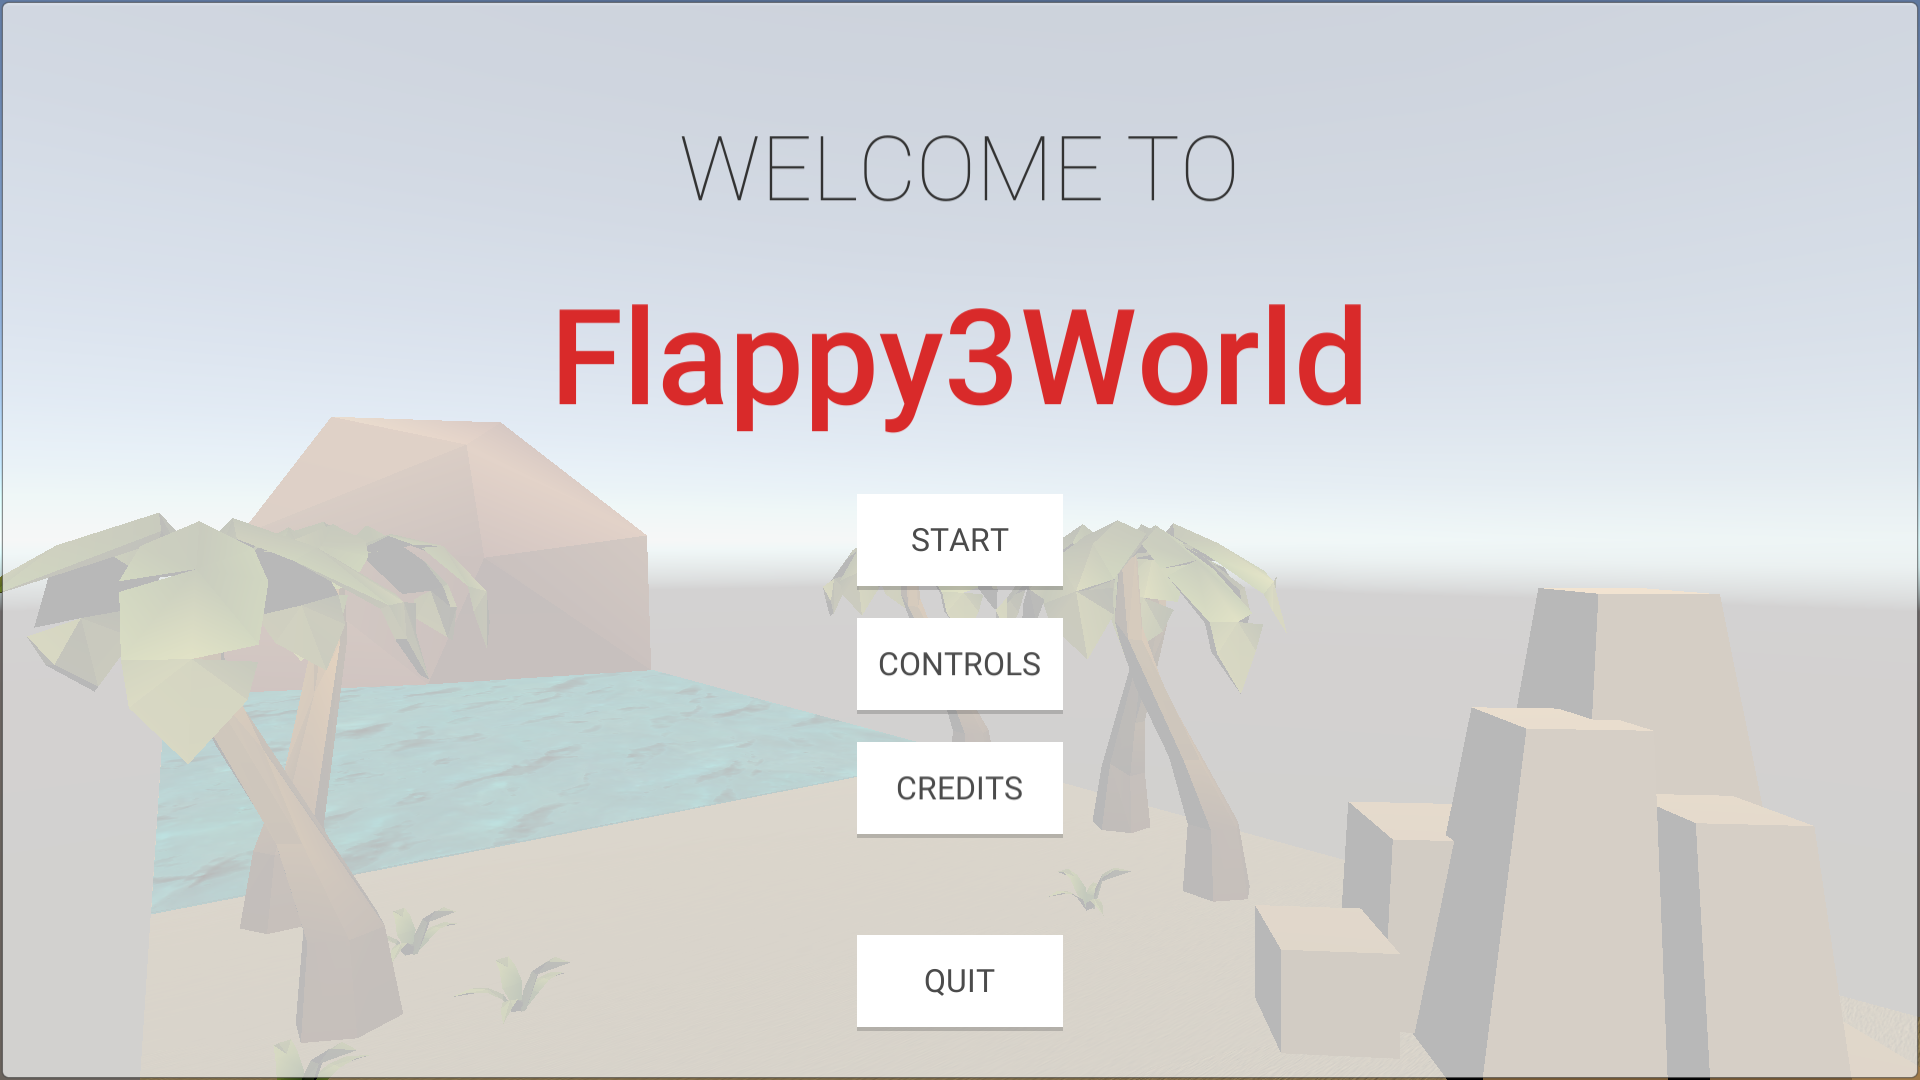 WELCOME TO
Flappy3World
START
CONTROLS
CREDITS
QUIT